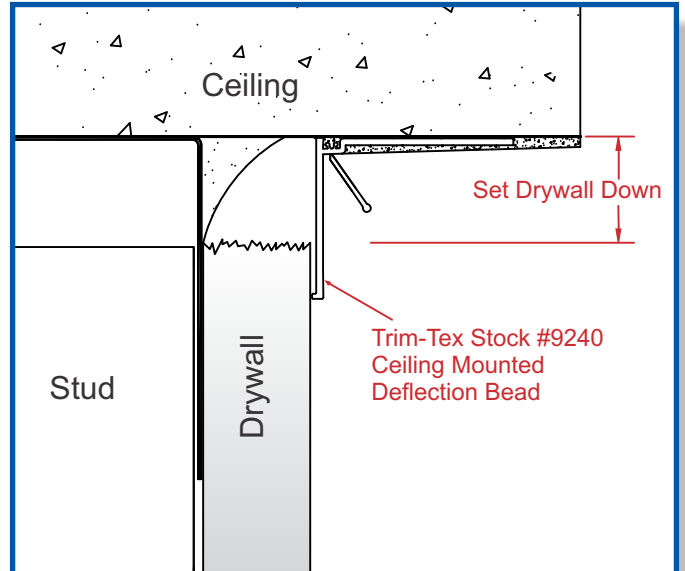 Ceiling
Set Drywall Down
Trim-Tex Stock #9240
Ceiling Mounted
Deflection Bead
Stud
Drywall